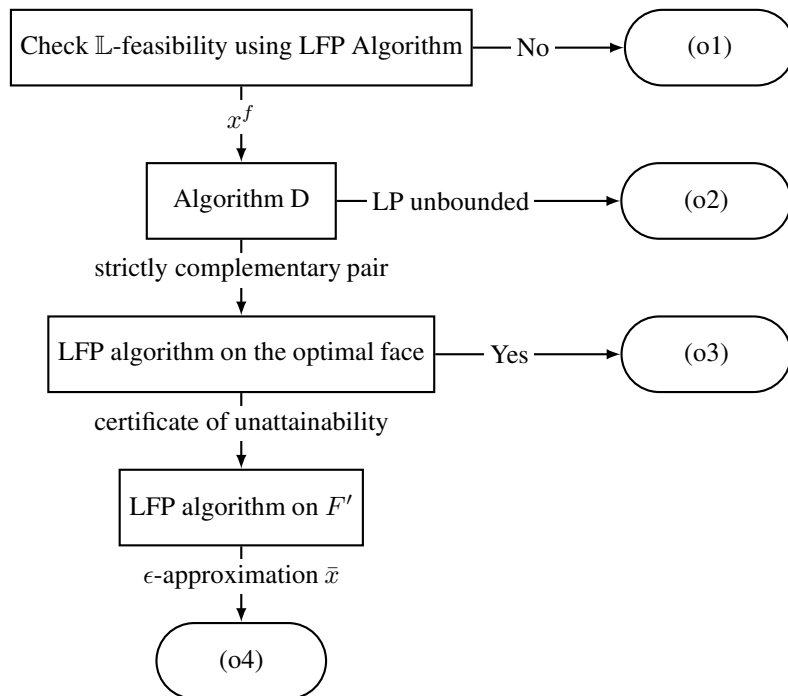 Check 𝕃-feasibility using LFP Algorithm
No
(o1)
x^f
Algorithm D
LP unbounded
(o2)
strictly complementary pair
LFP algorithm on the optimal face
Yes
(o3)
certificate of unattainability
LFP algorithm on F′
ϵ-approximation x̄
(o4)